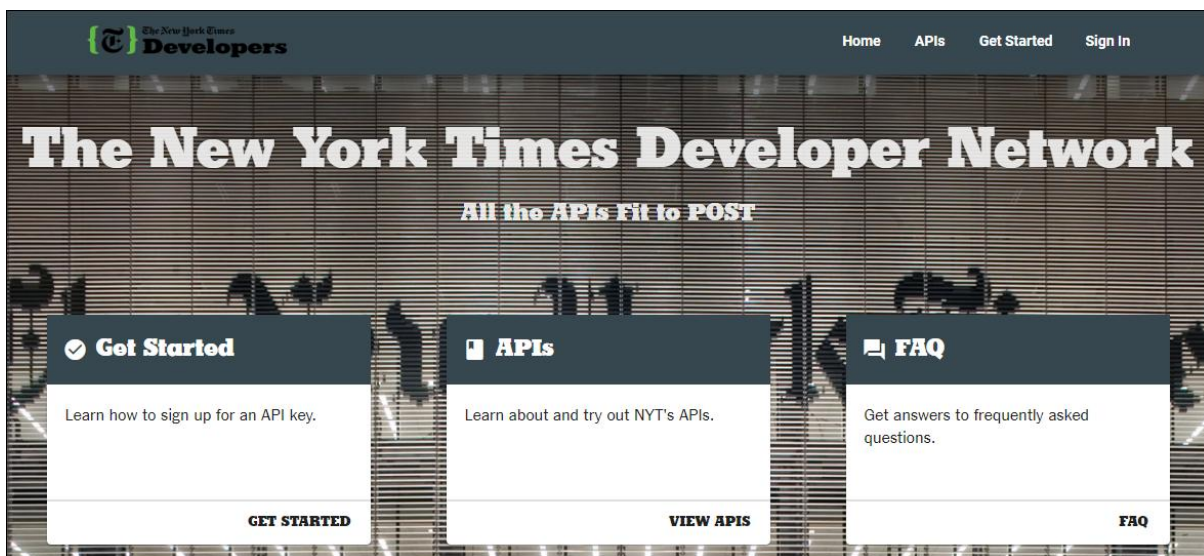 The New York Times
Developers
Home APIs Get Started Sign In
The New York Times Developer Network
All the APIs Fit to POST
Get Started
Learn how to sign up for an API key.
GET STARTED
APIs
Learn about and try out NYT's APIs.
VIEW APIS
FAQ
Get answers to frequently asked
questions.
FAQ